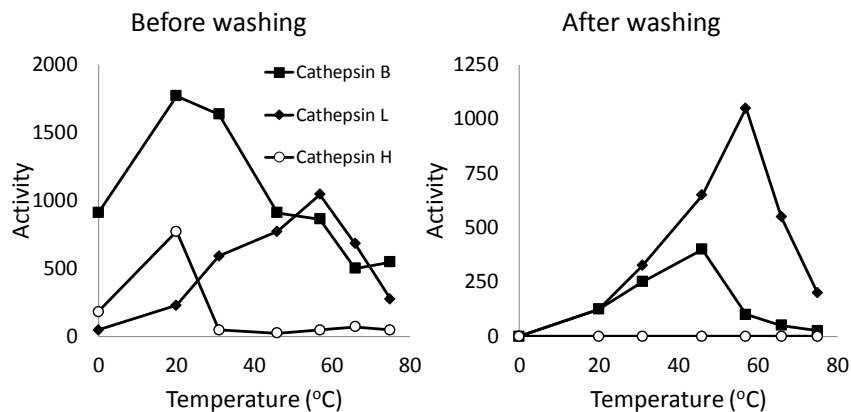 Before washing
After washing
2000
1500
1000
500
0
Activity
0
20
40
60
80
Temperature (°C)
Cathepsin B
Cathepsin L
Cathepsin H
1250
1000
750
500
250
0
Activity
0
20
40
60
80
Temperature (°C)